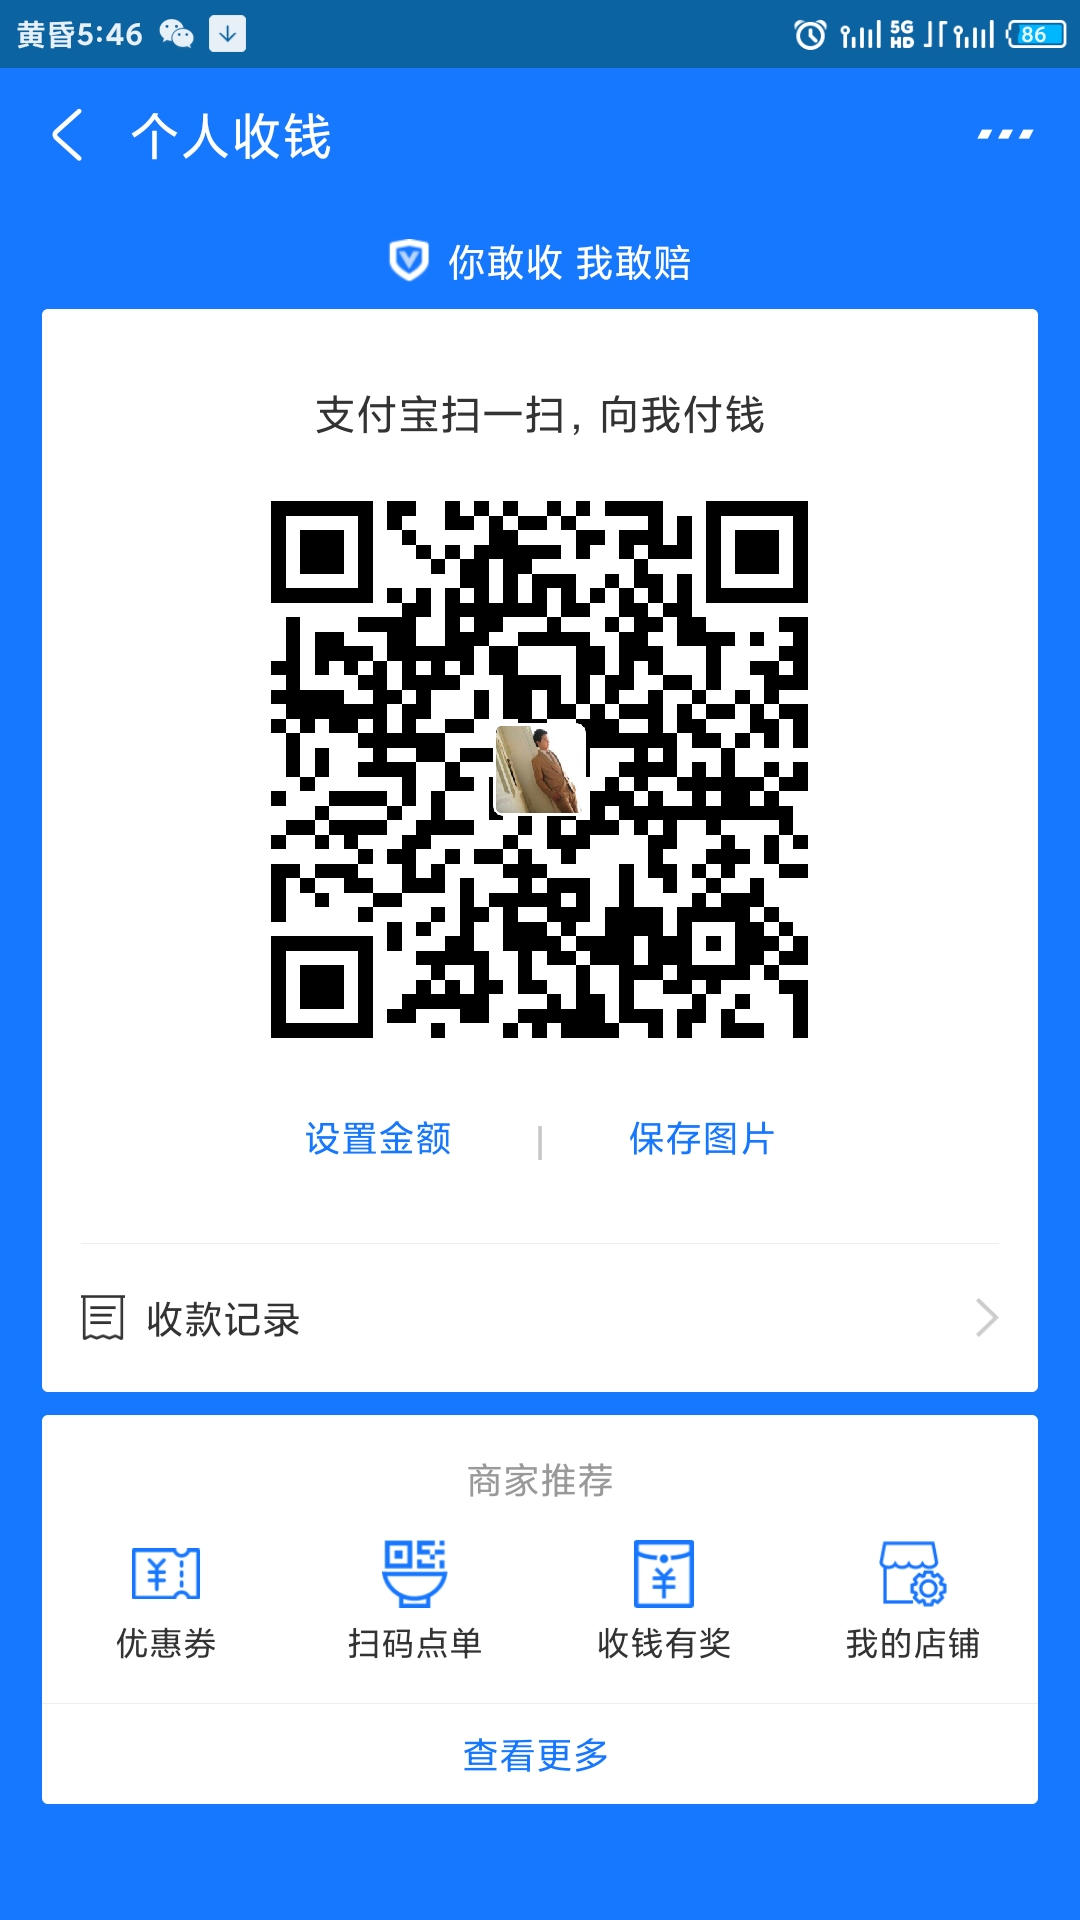 黄昏5:46
5G HD
86
个人收钱
你敢收 我敢赔
支付宝扫一扫，向我付钱
设置金额 | 保存图片
收款记录
商家推荐
优惠券 扫码点单 收钱有奖 我的店铺
查看更多